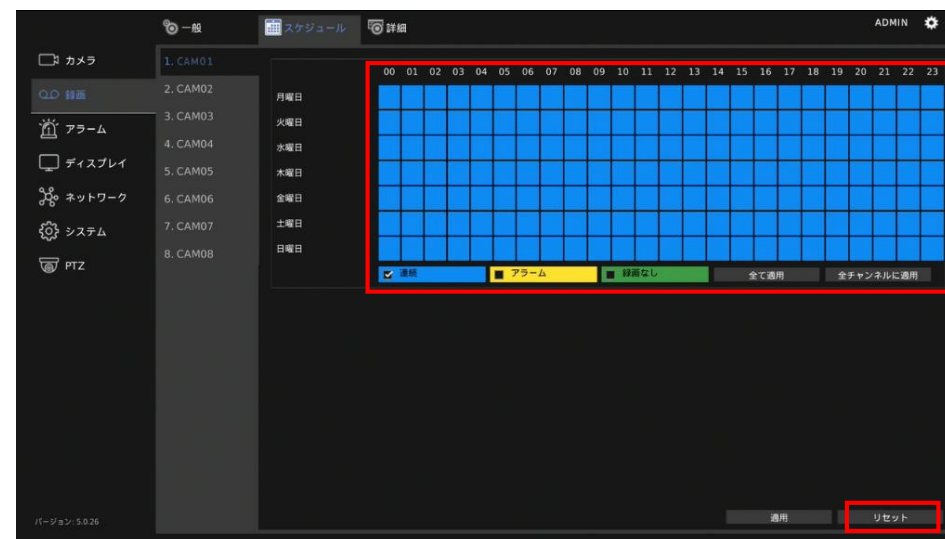 一般 スケジュール 詳細 ADMIN
カメラ
録画
アラーム
ディスプレイ
ネットワーク
システム
PTZ
1. CAM01
2. CAM02
3. CAM03
4. CAM04
5. CAM05
6. CAM06
7. CAM07
8. CAM08
00 01 02 03 04 05 06 07 08 09 10 11 12 13 14 15 16 17 18 19 20 21 22 23
月曜日
火曜日
水曜日
木曜日
金曜日
土曜日
日曜日
連続 アラーム 録画なし 全て適用 全チャンネルに適用
適用 リセット
バージョン: 5.0.26